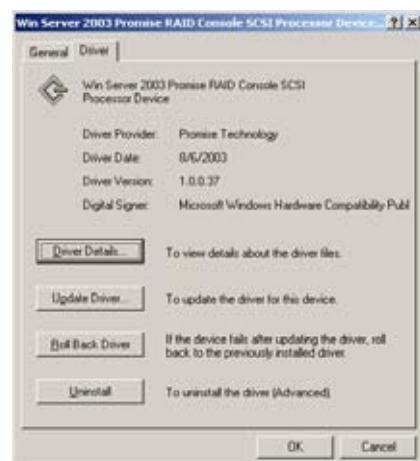 Win Server 2003 Promise RAID Console SCSI Processor Device...
General Driver
Win Server 2003 Promise RAID Console SCSI
Processor Device
Driver Provider: Promise Technology
Driver Date: 8/6/2003
Driver Version: 1.0.0.37
Digital Signer: Microsoft Windows Hardware Compatibility Publ
Driver Details... To view details about the driver files.
Update Driver... To update the driver for this device.
Roll Back Driver If the device fails after updating the driver, roll
back to the previously installed driver.
Uninstall To uninstall the driver (Advanced).
OK Cancel